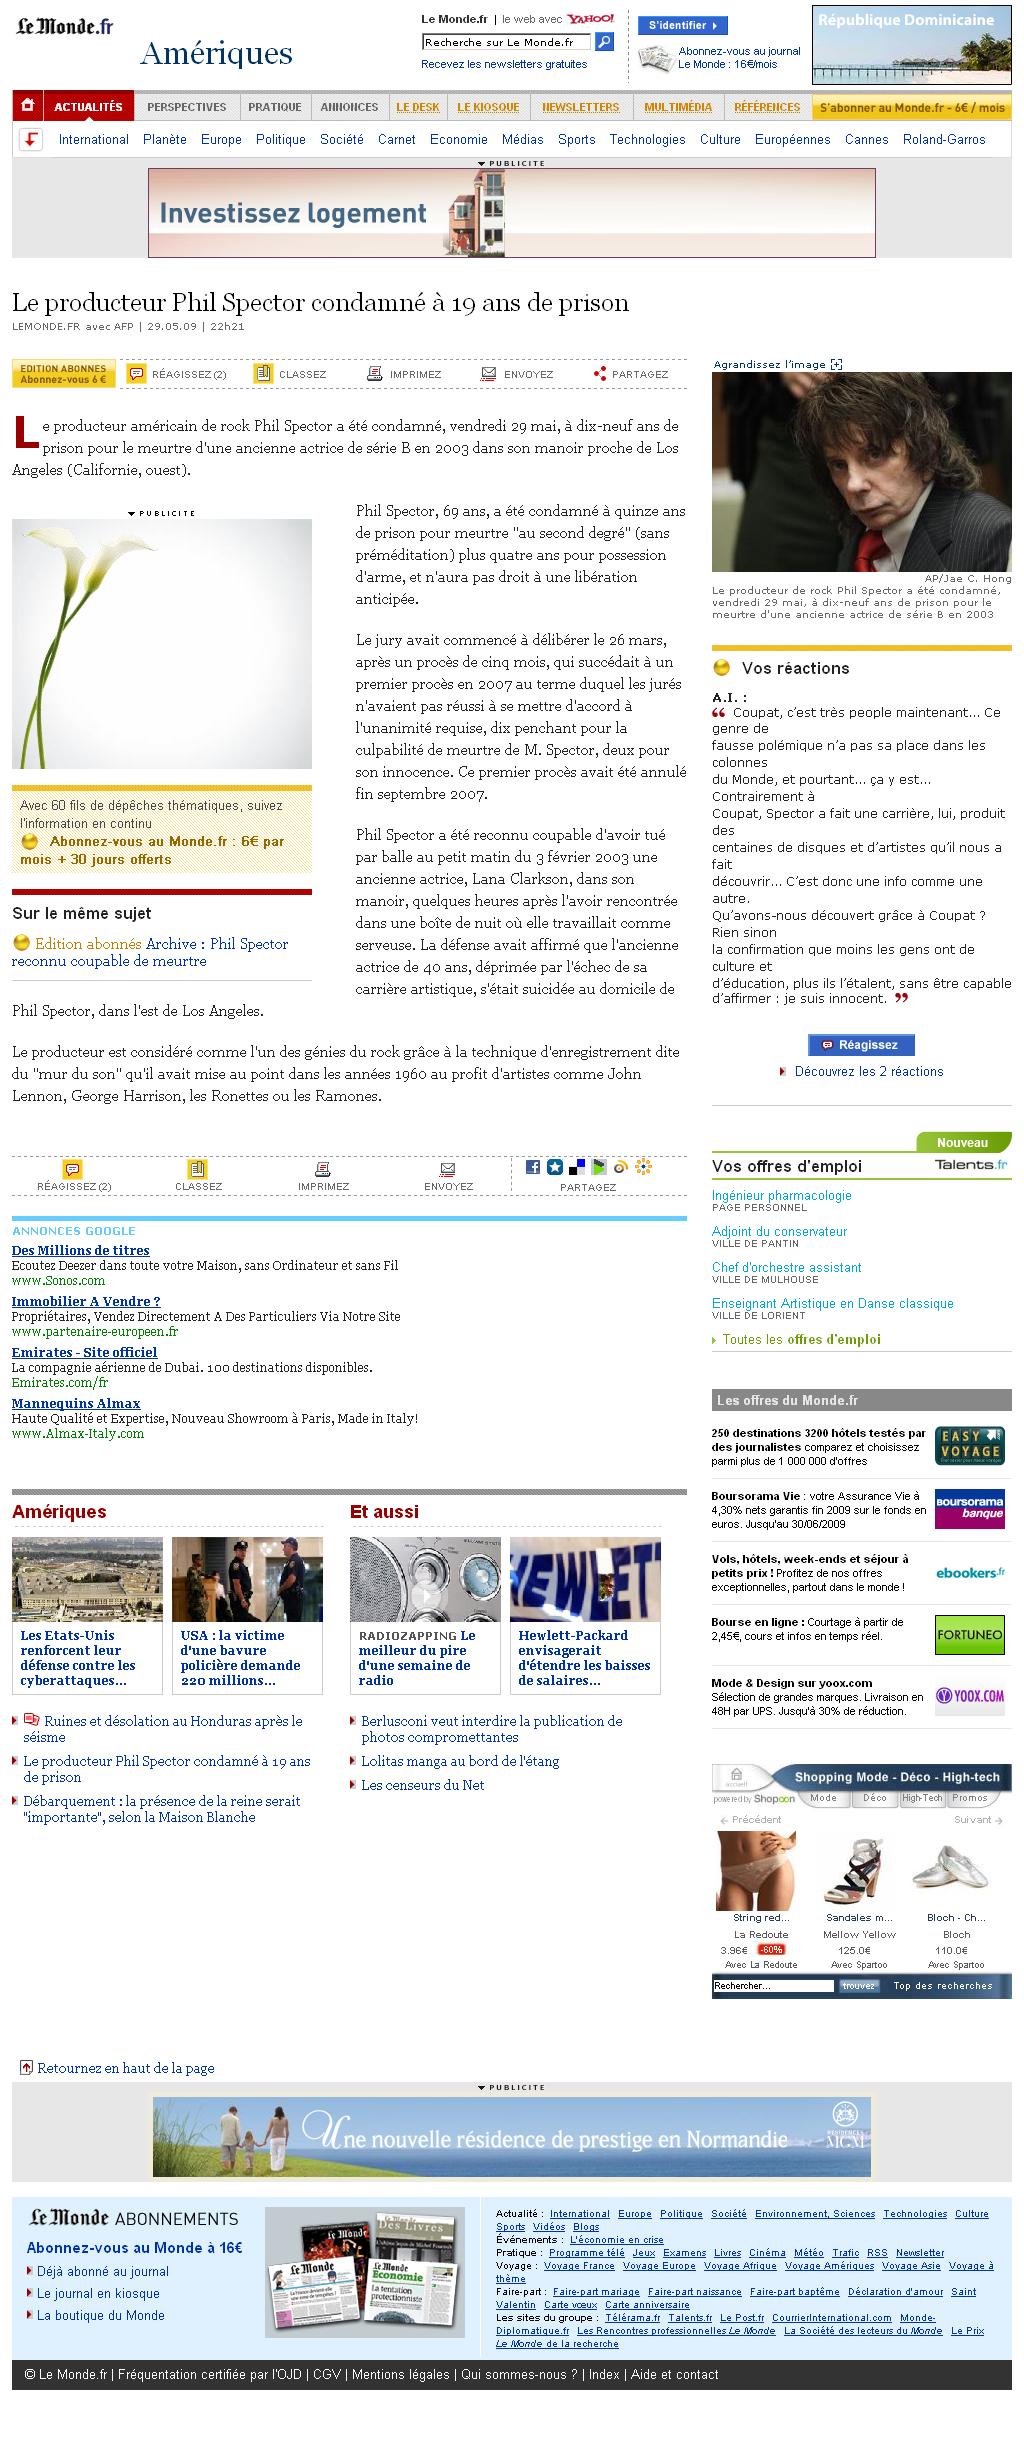 Le Monde.fr
Amériques
Le Monde.fr | le web avec YAHOO!
Recherche sur Le Monde.fr
Recevez les newsletters gratuites
S'identifier
Abonnez-vous au journal
Le Monde : 16€/mois
République Dominicaine
ACTUALITÉS PERSPECTIVES PRATIQUE ANNONCES LE DESK LE KIOSQUE NEWSLETTERS MULTIMÉDIA RÉFÉRENCES S'abonner au Monde.fr - 6€ / mois
International Planète Europe Politique Société Carnet Economie Médias Sports Technologies Culture Européennes Cannes Roland-Garros
PUBLICITE
Investissez logement
Le producteur Phil Spector condamné à 19 ans de prison
LEMONDE.FR avec AFP | 29.05.09 | 22h21
EDITION ABONNES
Abonnez-vous 6 €
RÉAGISSEZ (2) CLASSEZ IMPRIMEZ ENVOYEZ PARTAGEZ
Le producteur américain de rock Phil Spector a été condamné, vendredi 29 mai, à dix-neuf ans de
prison pour le meurtre d'une ancienne actrice de série B en 2003 dans son manoir proche de Los
Angeles (Californie, ouest).
PUBLICITE
Avec 60 fils de dépêches thématiques, suivez
l'information en continu
Abonnez-vous au Monde.fr : 6€ par
mois + 30 jours offerts
Sur le même sujet
Edition abonnés Archive : Phil Spector
reconnu coupable de meurtre
Phil Spector, 69 ans, a été condamné à quinze ans
de prison pour meurtre "au second degré" (sans
préméditation) plus quatre ans pour possession
d'arme, et n'aura pas droit à une libération
anticipée.
Le jury avait commencé à délibérer le 26 mars,
après un procès de cinq mois, qui succédait à un
premier procès en 2007 au terme duquel les jurés
n'avaient pas réussi à se mettre d'accord à
l'unanimité requise, dix penchant pour la
culpabilité de meurtre de M. Spector, deux pour
son innocence. Ce premier procès avait été annulé
fin septembre 2007.
Phil Spector a été reconnu coupable d'avoir tué
par balle au petit matin du 3 février 2003 une
ancienne actrice, Lana Clarkson, dans son
manoir, quelques heures après l'avoir rencontrée
dans une boîte de nuit où elle travaillait comme
serveuse. La défense avait affirmé que l'ancienne
actrice de 40 ans, déprimée par l'échec de sa
carrière artistique, s'était suicidée au domicile de
Phil Spector, dans l'est de Los Angeles.
Le producteur est considéré comme l'un des génies du rock grâce à la technique d'enregistrement dite
du "mur du son" qu'il avait mise au point dans les années 1960 au profit d'artistes comme John
Lennon, George Harrison, les Ronettes ou les Ramones.
RÉAGISSEZ (2) CLASSEZ IMPRIMEZ ENVOYEZ PARTAGEZ
ANNONCES GOOGLE
Des Millions de titres
Ecoutez Deezer dans toute votre Maison, sans Ordinateur et sans Fil
www.Sonos.com
Immobilier A Vendre ?
Propriétaires, Vendez Directement A Des Particuliers Via Notre Site
www.partenaire-europeen.fr
Emirates - Site officiel
La compagnie aérienne de Dubai. 100 destinations disponibles.
Emirates.com/fr
Mannequins Almax
Haute Qualité et Expertise, Nouveau Showroom à Paris, Made in Italy!
www.Almax-Italy.com
Agrandissez l'image
AP/Jae C. Hong
Le producteur de rock Phil Spector a été condamné,
vendredi 29 mai, à dix-neuf ans de prison pour le
meurtre d'une ancienne actrice de série B en 2003
Vos réactions
A.I. :
“ Coupat, c'est très people maintenant... Ce
genre de
fausse polémique n'a pas sa place dans les
colonnes
du Monde, et pourtant... ça y est...
Contrairement à
Coupat, Spector a fait une carrière, lui, produit
des
centaines de disques et d'artistes qu'il nous a
fait
découvrir... C'est donc une info comme une
autre.
Qu'avons-nous découvert grâce à Coupat ?
Rien sinon
la confirmation que moins les gens ont de
culture et
d'éducation, plus ils l'étalent, sans être capable
d'affirmer : je suis innocent. ”
Réagissez
Découvrez les 2 réactions
Nouveau
Vos offres d'emploi Talents.fr
Ingénieur pharmacologie
PAGE PERSONNEL
Adjoint du conservateur
VILLE DE PANTIN
Chef d'orchestre assistant
VILLE DE MULHOUSE
Enseignant Artistique en Danse classique
VILLE DE LORIENT
Toutes les offres d'emploi
Les offres du Monde.fr
250 destinations 3200 hôtels testés par
des journalistes comparez et choisissez
parmi plus de 1 000 000 d'offres
EASY VOYAGE
Boursorama Vie : votre Assurance Vie à
4,30% nets garantis fin 2009 sur le fonds en
euros. Jusqu'au 30/06/2009
BOURSORAMA banque
Vols, hôtels, week-ends et séjour à
petits prix ! Profitez de nos offres
exceptionnelles, partout dans le monde !
ebookers.fr
Bourse en ligne : Courtage à partir de
2,45€, cours et infos en temps réel.
FORTUNEO
Mode & Design sur yoox.com
Sélection de grandes marques. Livraison en
48H par UPS. Jusqu'à 30% de réduction.
YOOX.COM
Amériques
Les Etats-Unis
renforcent leur
défense contre les
cyberattaques...
USA : la victime
d'une bavure
policière demande
220 millions...
Ruines et désolation au Honduras après le
séisme
Le producteur Phil Spector condamné à 19 ans
de prison
Débarquement : la présence de la reine serait
"importante", selon la Maison Blanche
Et aussi
RADIOZAPPING Le
meilleur du pire
d'une semaine de
radio
Hewlett-Packard
envisagerait
d'étendre les baisses
de salaires...
Berlusconi veut interdire la publication de
photos compromettantes
Lolitas manga au bord de l'étang
Les censeurs du Net
accueil
Shopping Mode - Déco - High-tech
powered by Shopoon Mode Déco High-Tech Promos
Précédent Suivant
String red... Sandales m... Bloch - Ch...
La Redoute Mellow Yellow Bloch
3.96€ -60% 125.0€ 110.0€
Avec La Redoute Avec Spartoo Avec Spartoo
Rechercher... trouvez Top des recherches
Retournez en haut de la page
PUBLICITE
Une nouvelle résidence de prestige en Normandie
RÉSIDENCES
MGM
Le Monde ABONNEMENTS
Abonnez-vous au Monde à 16€
Déjà abonné au journal
Le journal en kiosque
La boutique du Monde
Actualité : International Europe Politique Société Environnement, Sciences Technologies Culture
Sports Vidéos Blogs
Événements : L'économie en crise
Pratique : Programme télé Jeux Examens Livres Cinéma Météo Trafic RSS Newsletter
Voyage : Voyage France Voyage Europe Voyage Afrique Voyage Amériques Voyage Asie Voyage à
thème
Faire-part : Faire-part mariage Faire-part naissance Faire-part baptême Déclaration d'amour Saint
Valentin Carte vœux Carte anniversaire
Les sites du groupe : Télérama.fr Talents.fr Le Post.fr CourrierInternational.com Monde-
Diplomatique.fr Les Rencontres professionnelles Le Monde La Société des lecteurs du Monde Le Prix
Le Monde de la recherche
© Le Monde.fr | Fréquentation certifiée par l'OJD | CGV | Mentions légales | Qui sommes-nous ? | Index | Aide et contact